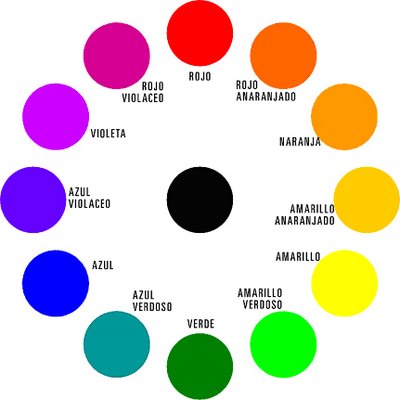 ROJO
ROJO
ANARANJADO
NARANJA
AMARILLO
ANARANJADO
AMARILLO
AMARILLO
VERDOSO
VERDE
AZUL
VERDOSO
AZUL
AZUL
VIOLACEO
VIOLETA
ROJO
VIOLACEO